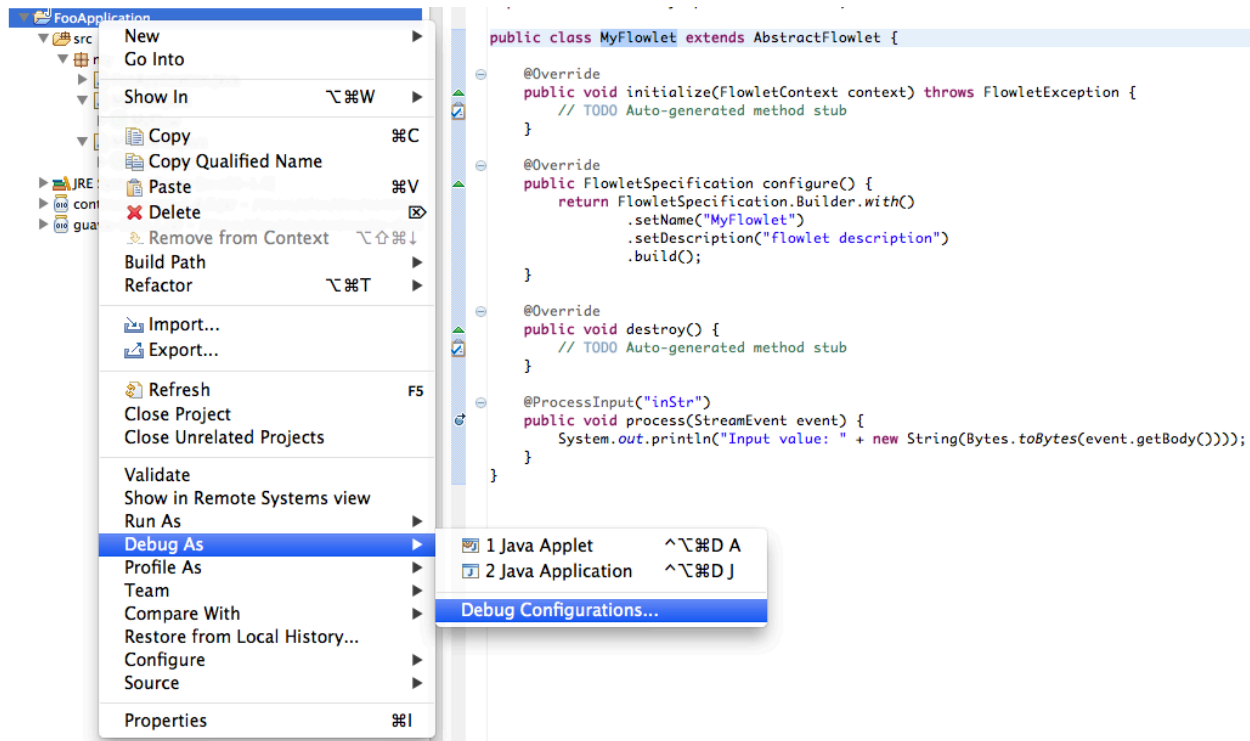 FooApplication
src
JRE
con
gua
New
Go Into
Show In ⌥⌘W
Copy ⌘C
Copy Qualified Name
Paste ⌘V
Delete ⌦
Remove from Context ⌥⇧⌘↓
Build Path
Refactor ⌥⌘T
Import...
Export...
Refresh F5
Close Project
Close Unrelated Projects
Validate
Show in Remote Systems view
Run As
Debug As
Profile As
Team
Compare With
Restore from Local History...
Configure
Source
Properties ⌘I
1 Java Applet ^⌥⌘D A
2 Java Application ^⌥⌘D J
Debug Configurations...
public class MyFlowlet extends AbstractFlowlet {
@Override
public void initialize(FlowletContext context) throws FlowletException {
// TODO Auto-generated method stub
}
@Override
public FlowletSpecification configure() {
return FlowletSpecification.Builder.with()
.setName("MyFlowlet")
.setDescription("flowlet description")
.build();
}
@Override
public void destroy() {
// TODO Auto-generated method stub
}
@ProcessInput("inStr")
public void process(StreamEvent event) {
System.out.println("Input value: " + new String(Bytes.toBytes(event.getBody())));
}
}